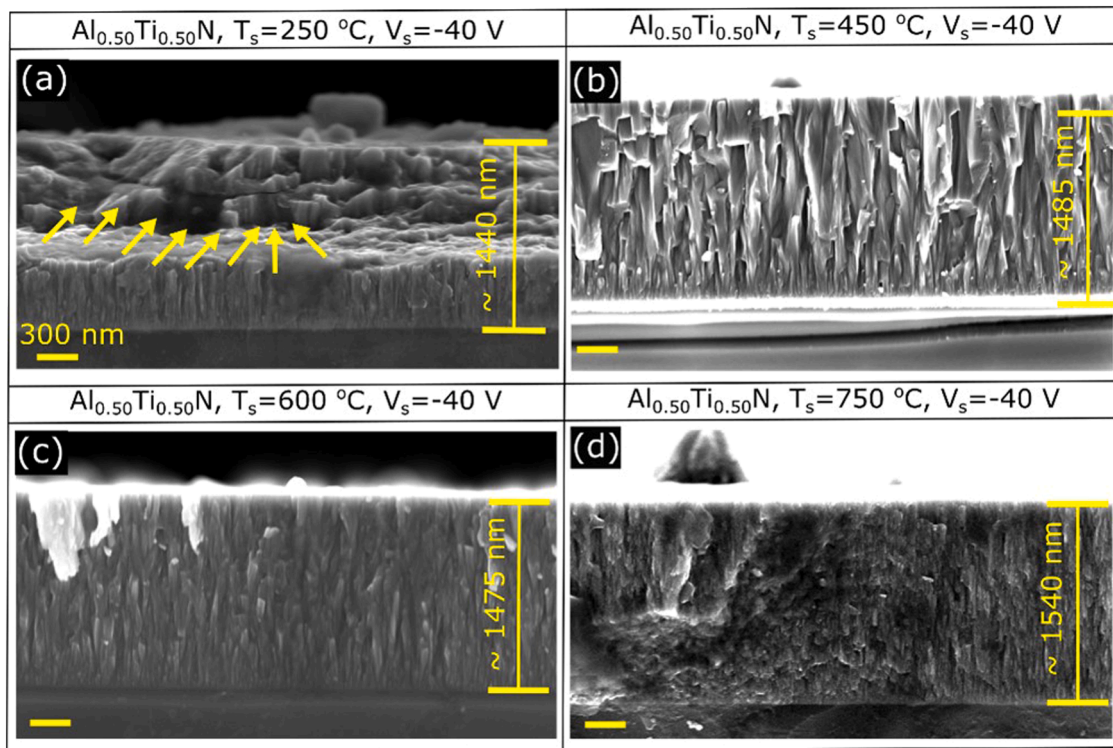 Al₀.₅₀Ti₀.₅₀N, Tₛ=250 °C, Vₛ=-40 V
Al₀.₅₀Ti₀.₅₀N, Tₛ=450 °C, Vₛ=-40 V
(a)
~ 1440 nm
300 nm
(b)
~ 1485 nm
Al₀.₅₀Ti₀.₅₀N, Tₛ=600 °C, Vₛ=-40 V
Al₀.₅₀Ti₀.₅₀N, Tₛ=750 °C, Vₛ=-40 V
(c)
~ 1475 nm
(d)
~ 1540 nm